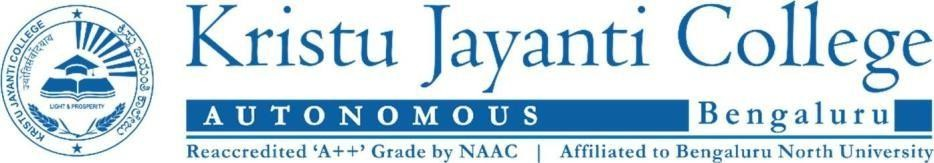 KRISTU JAYANTI COLLEGE
ಕ್ರಿಸ್ತು ಜಯಂತಿ ಕಾಲೇಜು
LIGHT & PROSPERITY
Kristu Jayanti College
AUTONOMOUS Bengaluru
Reaccredited ‘A++’ Grade by NAAC | Affiliated to Bengaluru North University